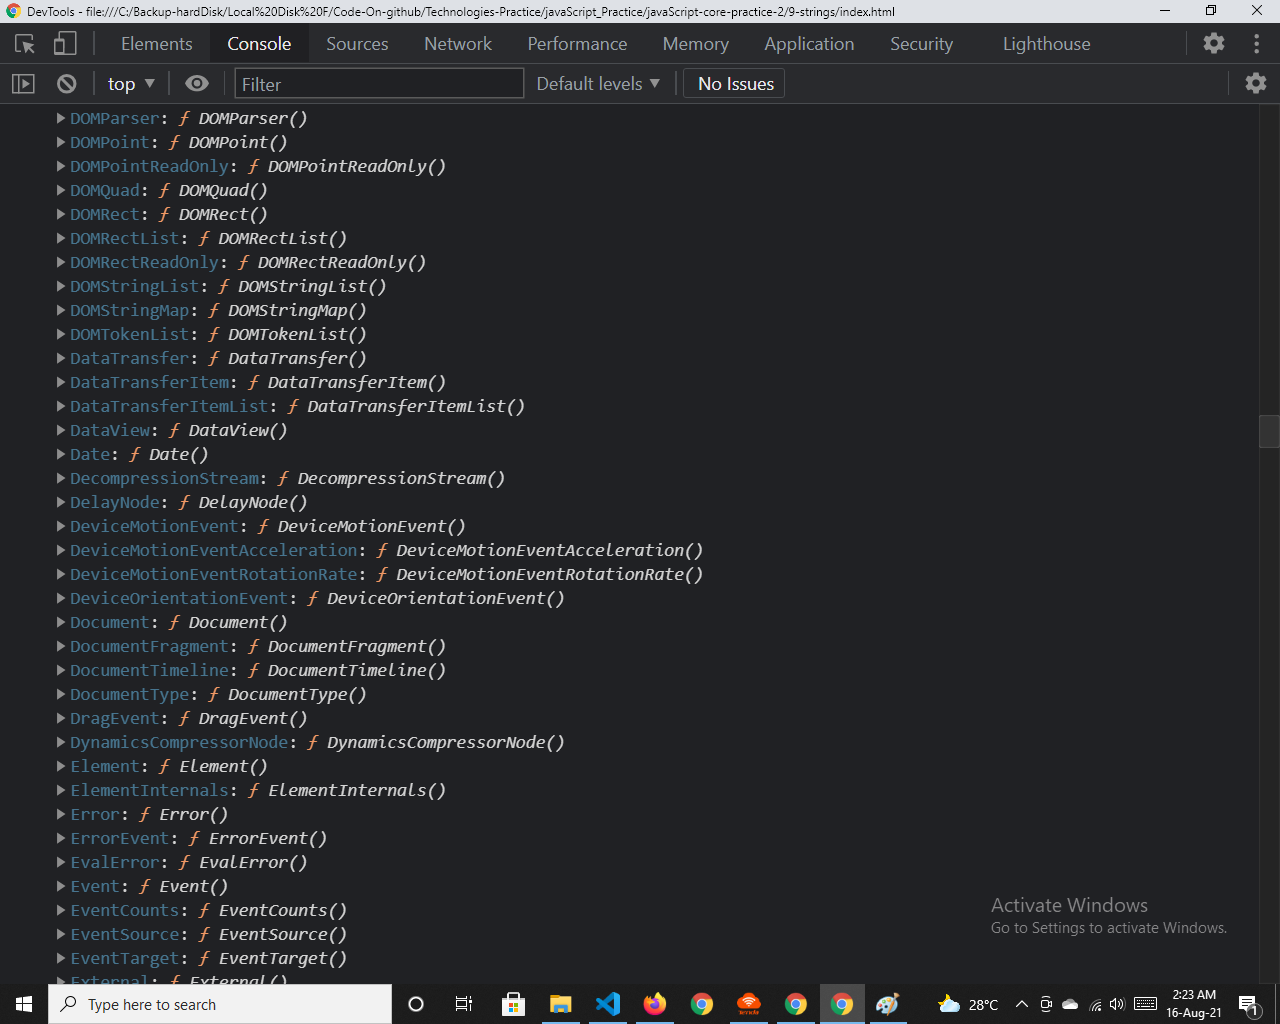 DevTools - file:///C:/Backup-hardDisk/Local%20Disk%20F/Code-On-github/Technologies-Practice/javaScript_Practice/javaScript-core-practice-2/9-strings/index.html
Elements Console Sources Network Performance Memory Application Security Lighthouse
top ▼ Filter Default levels ▼ No Issues
▶ DOMParser: ƒ DOMParser()
▶ DOMPoint: ƒ DOMPoint()
▶ DOMPointReadOnly: ƒ DOMPointReadOnly()
▶ DOMQuad: ƒ DOMQuad()
▶ DOMRect: ƒ DOMRect()
▶ DOMRectList: ƒ DOMRectList()
▶ DOMRectReadOnly: ƒ DOMRectReadOnly()
▶ DOMStringList: ƒ DOMStringList()
▶ DOMStringMap: ƒ DOMStringMap()
▶ DOMTokenList: ƒ DOMTokenList()
▶ DataTransfer: ƒ DataTransfer()
▶ DataTransferItem: ƒ DataTransferItem()
▶ DataTransferItemList: ƒ DataTransferItemList()
▶ DataView: ƒ DataView()
▶ Date: ƒ Date()
▶ DecompressionStream: ƒ DecompressionStream()
▶ DelayNode: ƒ DelayNode()
▶ DeviceMotionEvent: ƒ DeviceMotionEvent()
▶ DeviceMotionEventAcceleration: ƒ DeviceMotionEventAcceleration()
▶ DeviceMotionEventRotationRate: ƒ DeviceMotionEventRotationRate()
▶ DeviceOrientationEvent: ƒ DeviceOrientationEvent()
▶ Document: ƒ Document()
▶ DocumentFragment: ƒ DocumentFragment()
▶ DocumentTimeline: ƒ DocumentTimeline()
▶ DocumentType: ƒ DocumentType()
▶ DragEvent: ƒ DragEvent()
▶ DynamicsCompressorNode: ƒ DynamicsCompressorNode()
▶ Element: ƒ Element()
▶ ElementInternals: ƒ ElementInternals()
▶ Error: ƒ Error()
▶ ErrorEvent: ƒ ErrorEvent()
▶ EvalError: ƒ EvalError()
▶ Event: ƒ Event()
▶ EventCounts: ƒ EventCounts()
▶ EventSource: ƒ EventSource()
▶ EventTarget: ƒ EventTarget()
▶ External: ƒ External()
Activate Windows
Go to Settings to activate Windows.
Type here to search
28°C
2:23 AM
16-Aug-21
1